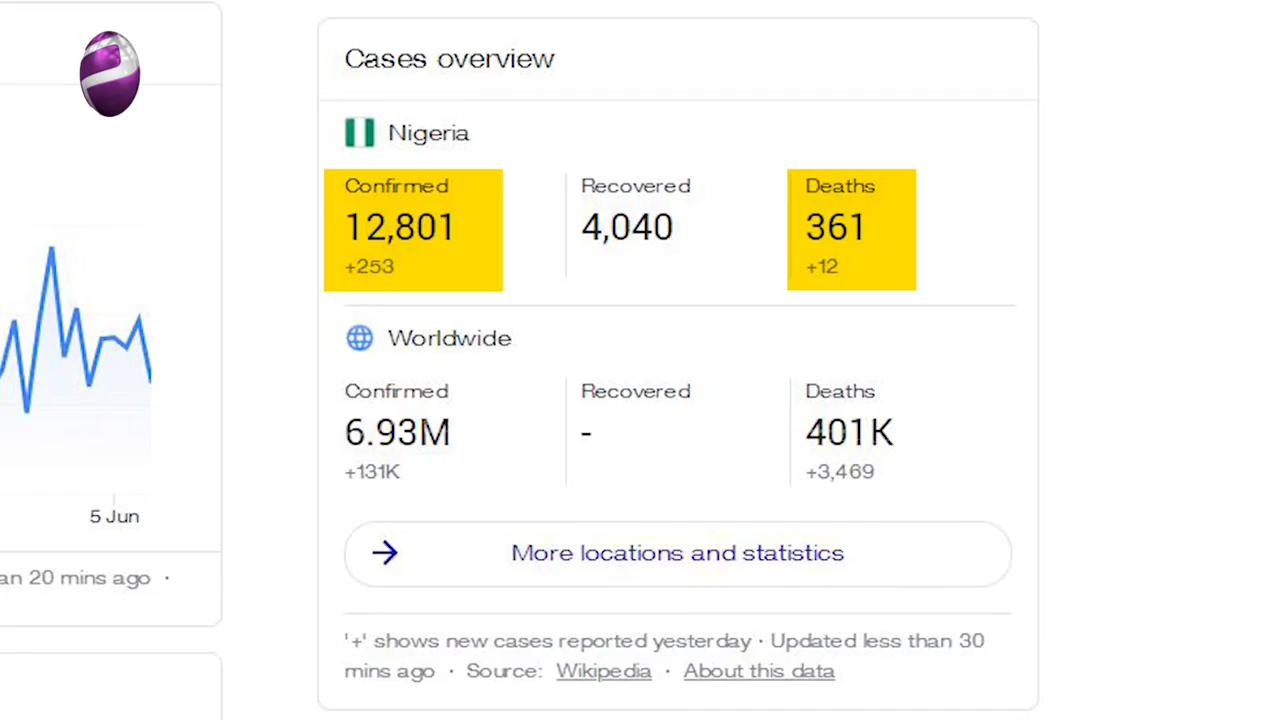 Cases overview
Nigeria
Confirmed Recovered Deaths
12,801 4,040 361
+253 +12
Worldwide
Confirmed Recovered Deaths
6.93M - 401K
+131K +3,469
5 Jun
More locations and statistics
an 20 mins ago ·
'+' shows new cases reported yesterday · Updated less than 30
mins ago · Source: Wikipedia · About this data